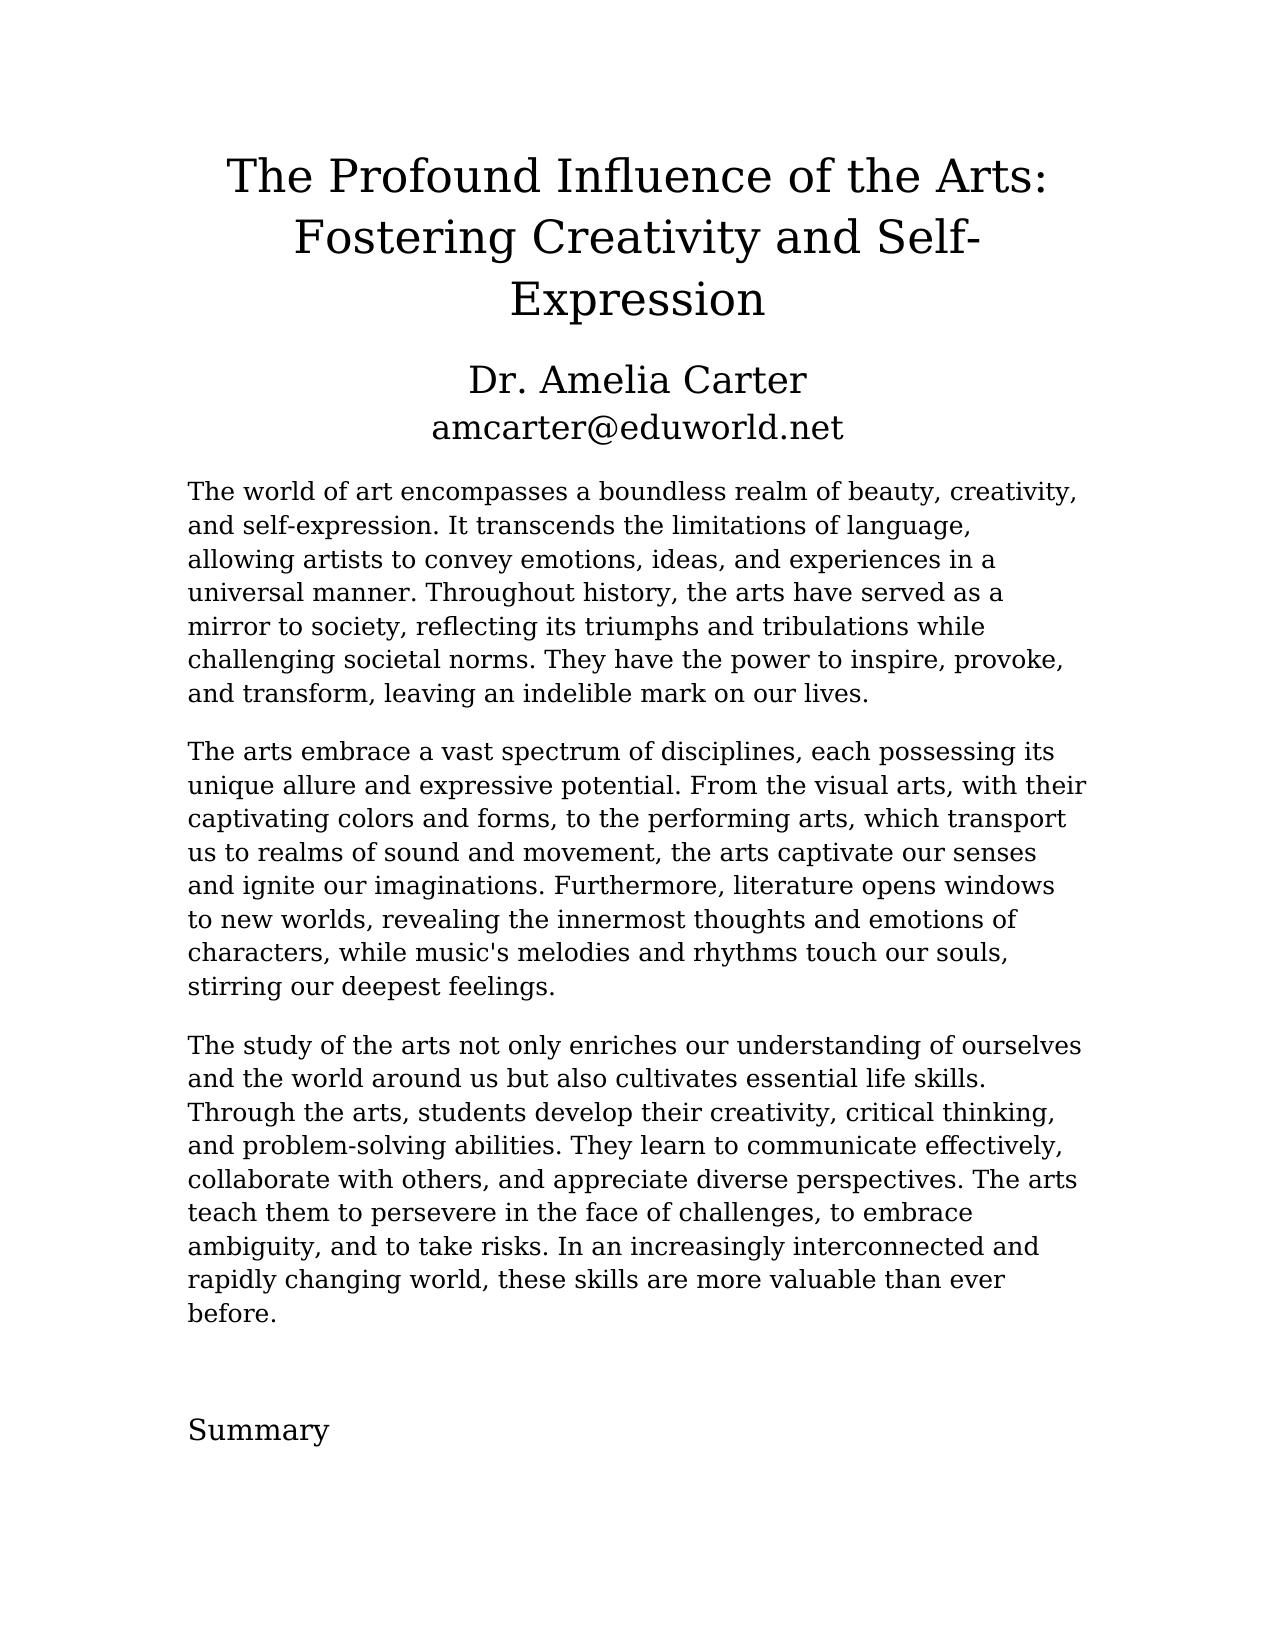 The Profound Influence of the Arts:
Fostering Creativity and Self-
Expression
Dr. Amelia Carter
amcarter@eduworld.net
The world of art encompasses a boundless realm of beauty, creativity,
and self-expression. It transcends the limitations of language,
allowing artists to convey emotions, ideas, and experiences in a
universal manner. Throughout history, the arts have served as a
mirror to society, reflecting its triumphs and tribulations while
challenging societal norms. They have the power to inspire, provoke,
and transform, leaving an indelible mark on our lives.
The arts embrace a vast spectrum of disciplines, each possessing its
unique allure and expressive potential. From the visual arts, with their
captivating colors and forms, to the performing arts, which transport
us to realms of sound and movement, the arts captivate our senses
and ignite our imaginations. Furthermore, literature opens windows
to new worlds, revealing the innermost thoughts and emotions of
characters, while music's melodies and rhythms touch our souls,
stirring our deepest feelings.
The study of the arts not only enriches our understanding of ourselves
and the world around us but also cultivates essential life skills.
Through the arts, students develop their creativity, critical thinking,
and problem-solving abilities. They learn to communicate effectively,
collaborate with others, and appreciate diverse perspectives. The arts
teach them to persevere in the face of challenges, to embrace
ambiguity, and to take risks. In an increasingly interconnected and
rapidly changing world, these skills are more valuable than ever
before.
Summary